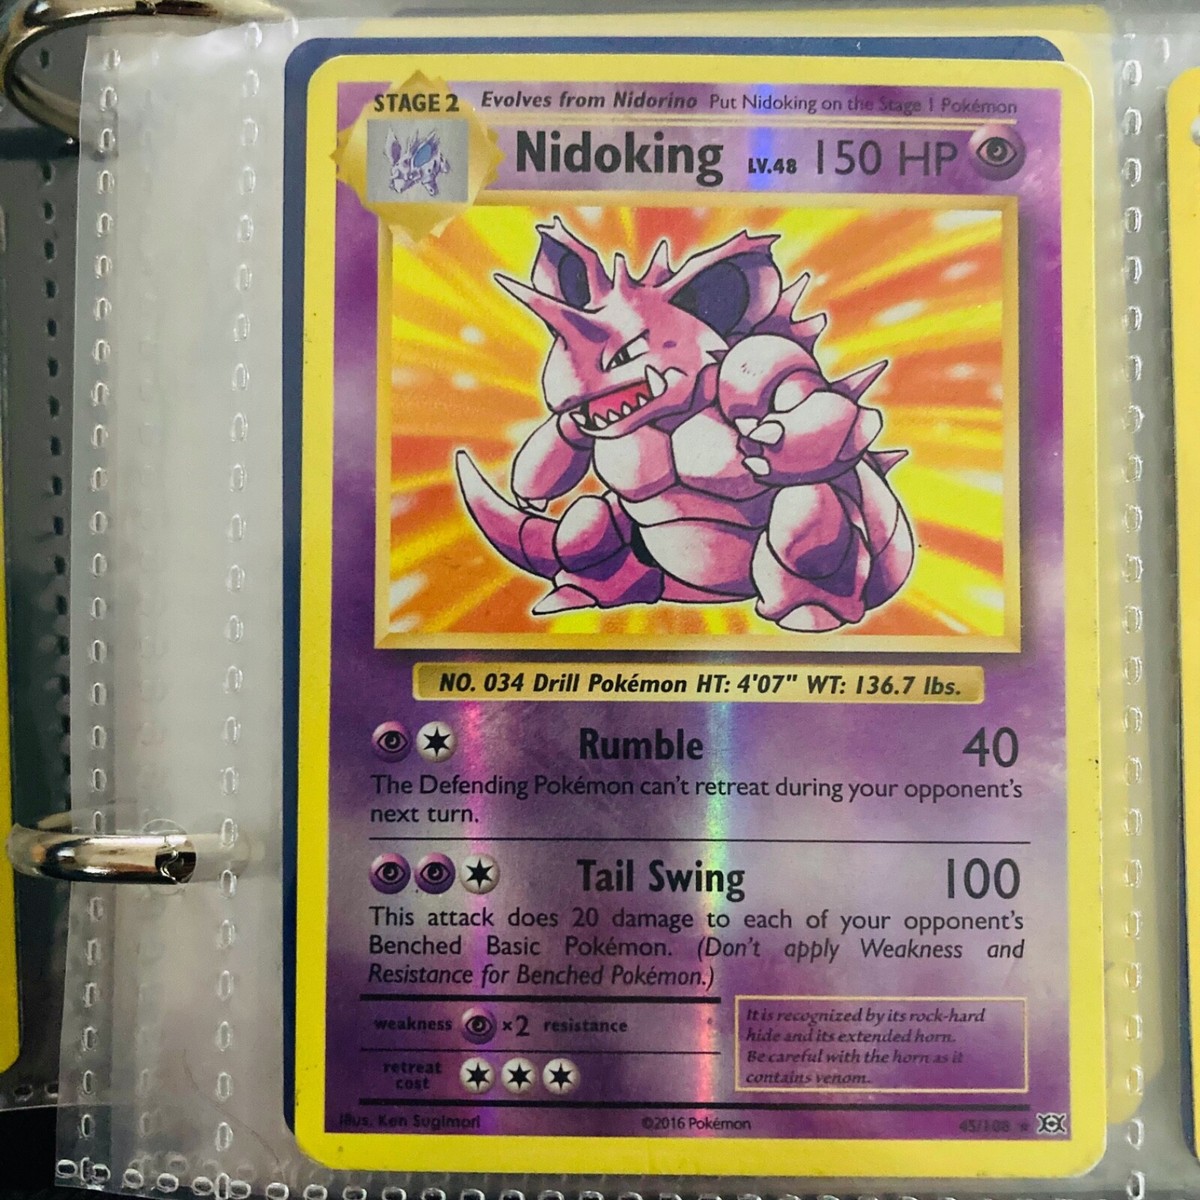 STAGE 2 Evolves from Nidorino Put Nidoking on the Stage 1 Pokémon
Nidoking LV.48 150 HP
NO. 034 Drill Pokémon HT: 4'07" WT: 136.7 lbs.
Rumble 40
The Defending Pokémon can't retreat during your opponent's
next turn.
Tail Swing 100
This attack does 20 damage to each of your opponent's
Benched Basic Pokémon. (Don't apply Weakness and
Resistance for Benched Pokémon.)
weakness ×2 resistance
retreat
cost
It is recognized by its rock-hard
hide and its extended horn.
Be careful with the horn as it
contains venom.
Illus. Ken Sugimori ©2016 Pokémon 45/108